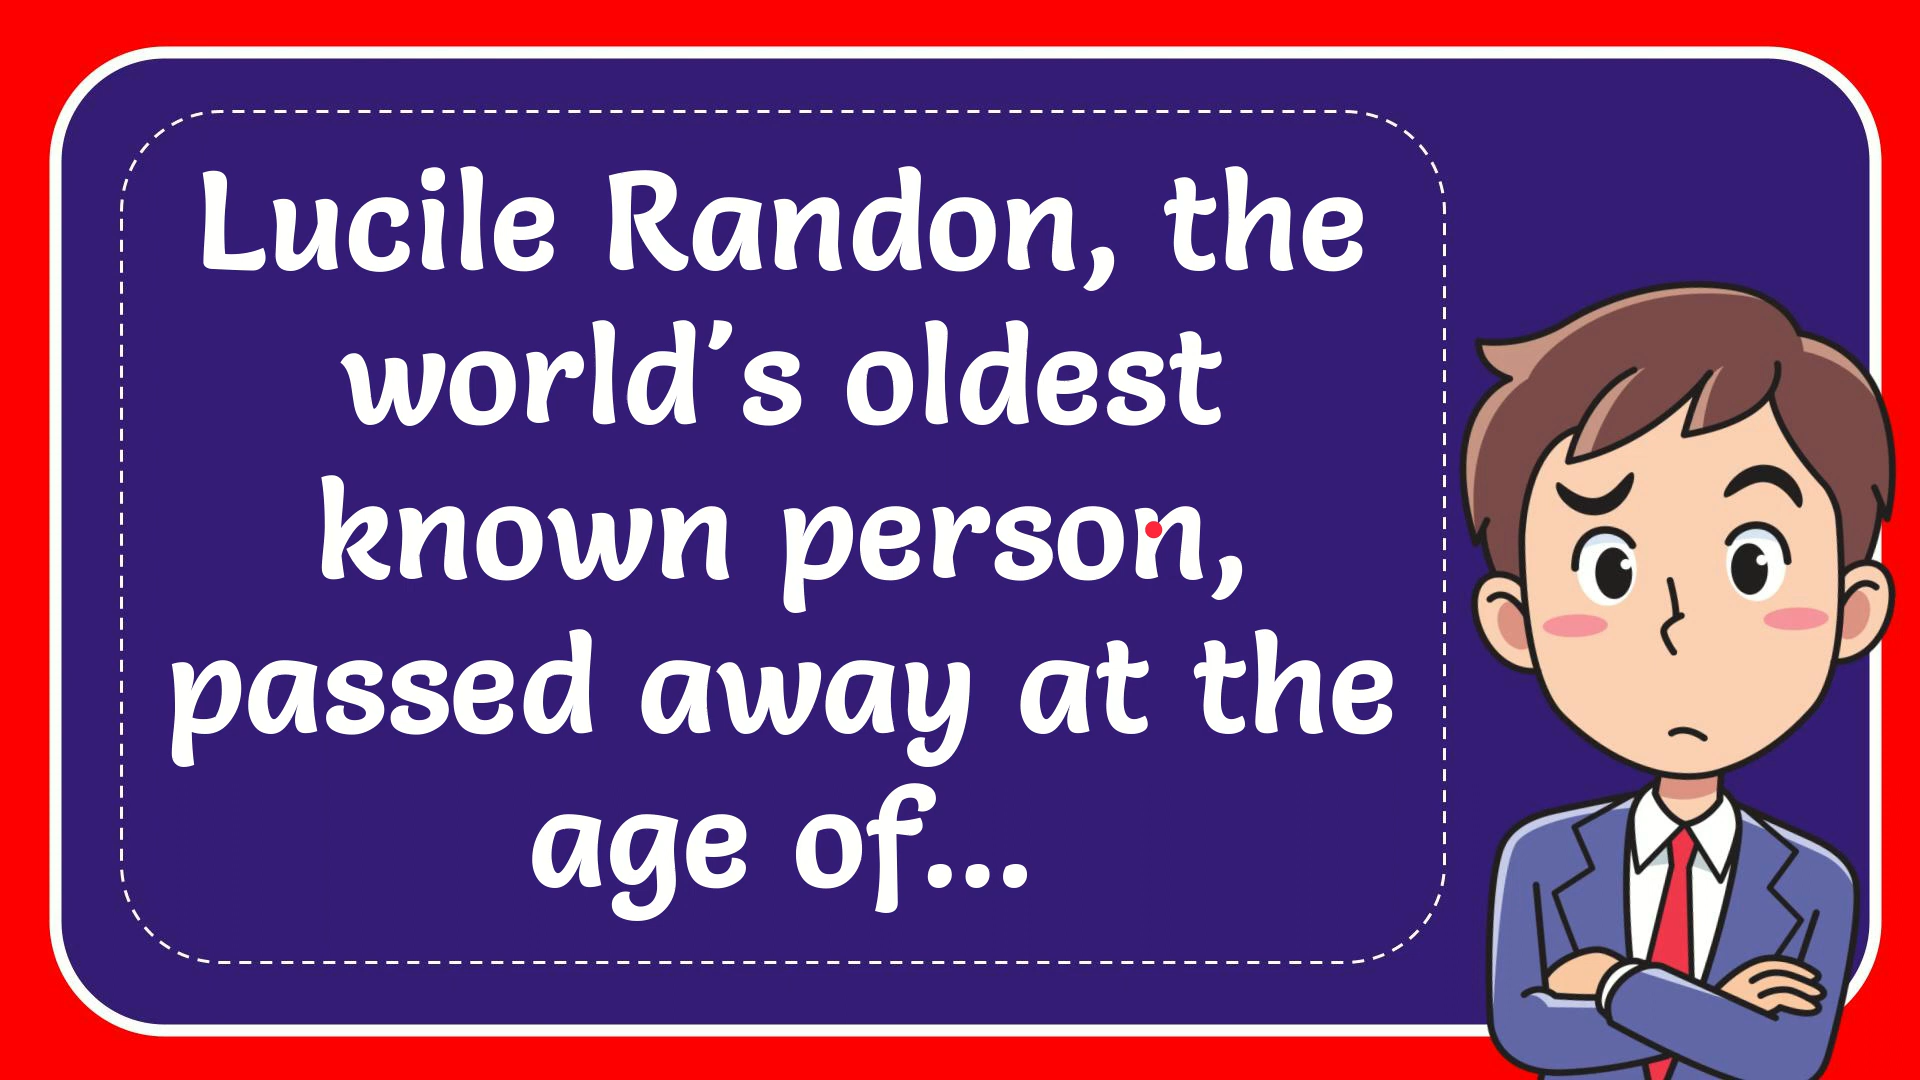 Lucile Randon, the
world's oldest
known person,
passed away at the
age of...